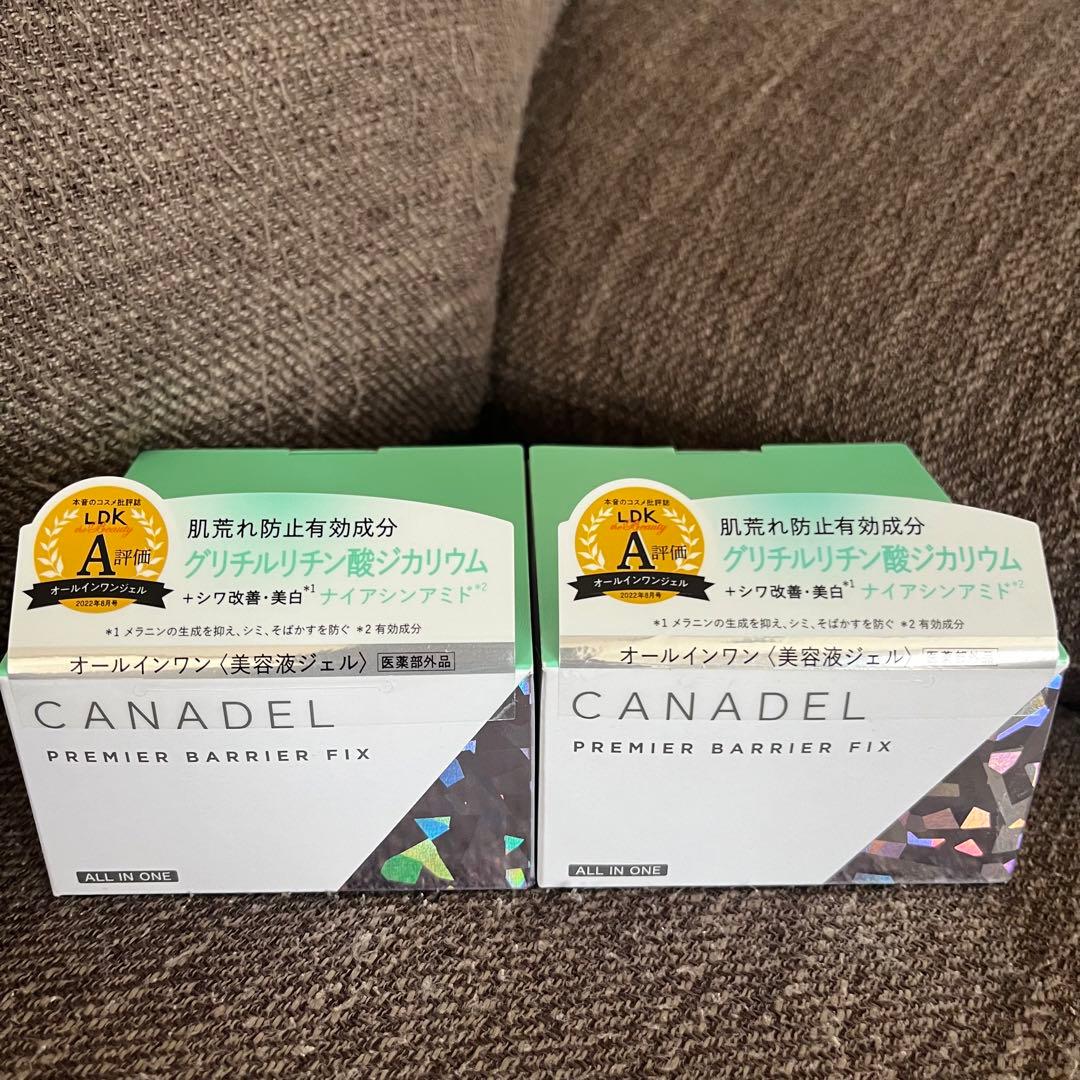 本音のコスメ批評誌
LDK
the Beauty
A評価
オールインワンジェル
2022年8月号
肌荒れ防止有効成分
グリチルリチン酸ジカリウム
+シワ改善・美白*1 ナイアシンアミド*2
*1 メラニンの生成を抑え、シミ、そばかすを防ぐ *2 有効成分
オールインワン〈美容液ジェル〉 医薬部外品
CANADEL
PREMIER BARRIER FIX
ALL IN ONE
本音のコスメ批評誌
LDK
the Beauty
A評価
オールインワンジェル
2022年8月号
肌荒れ防止有効成分
グリチルリチン酸ジカリウム
+シワ改善・美白*1 ナイアシンアミド*2
*1 メラニンの生成を抑え、シミ、そばかすを防ぐ *2 有効成分
オールインワン〈美容液ジェル〉 医薬部外品
CANADEL
PREMIER BARRIER FIX
ALL IN ONE